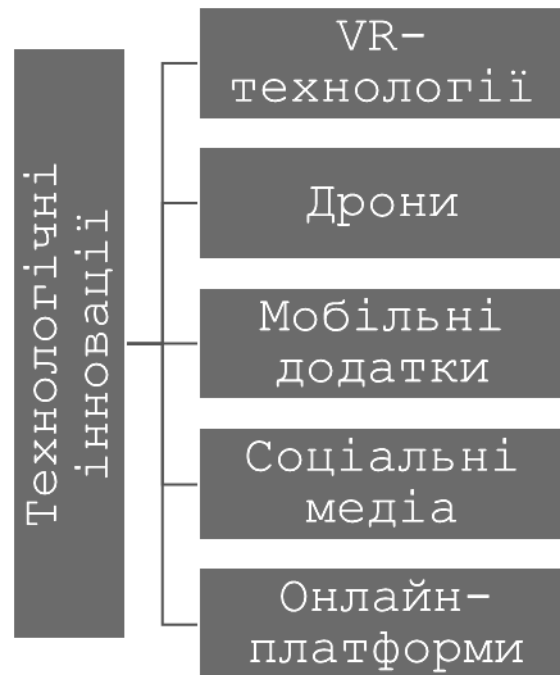 Технологічні
інновації
VR-
технології
Дрони
Мобільні
додатки
Соціальні
медіа
Онлайн-
платформи